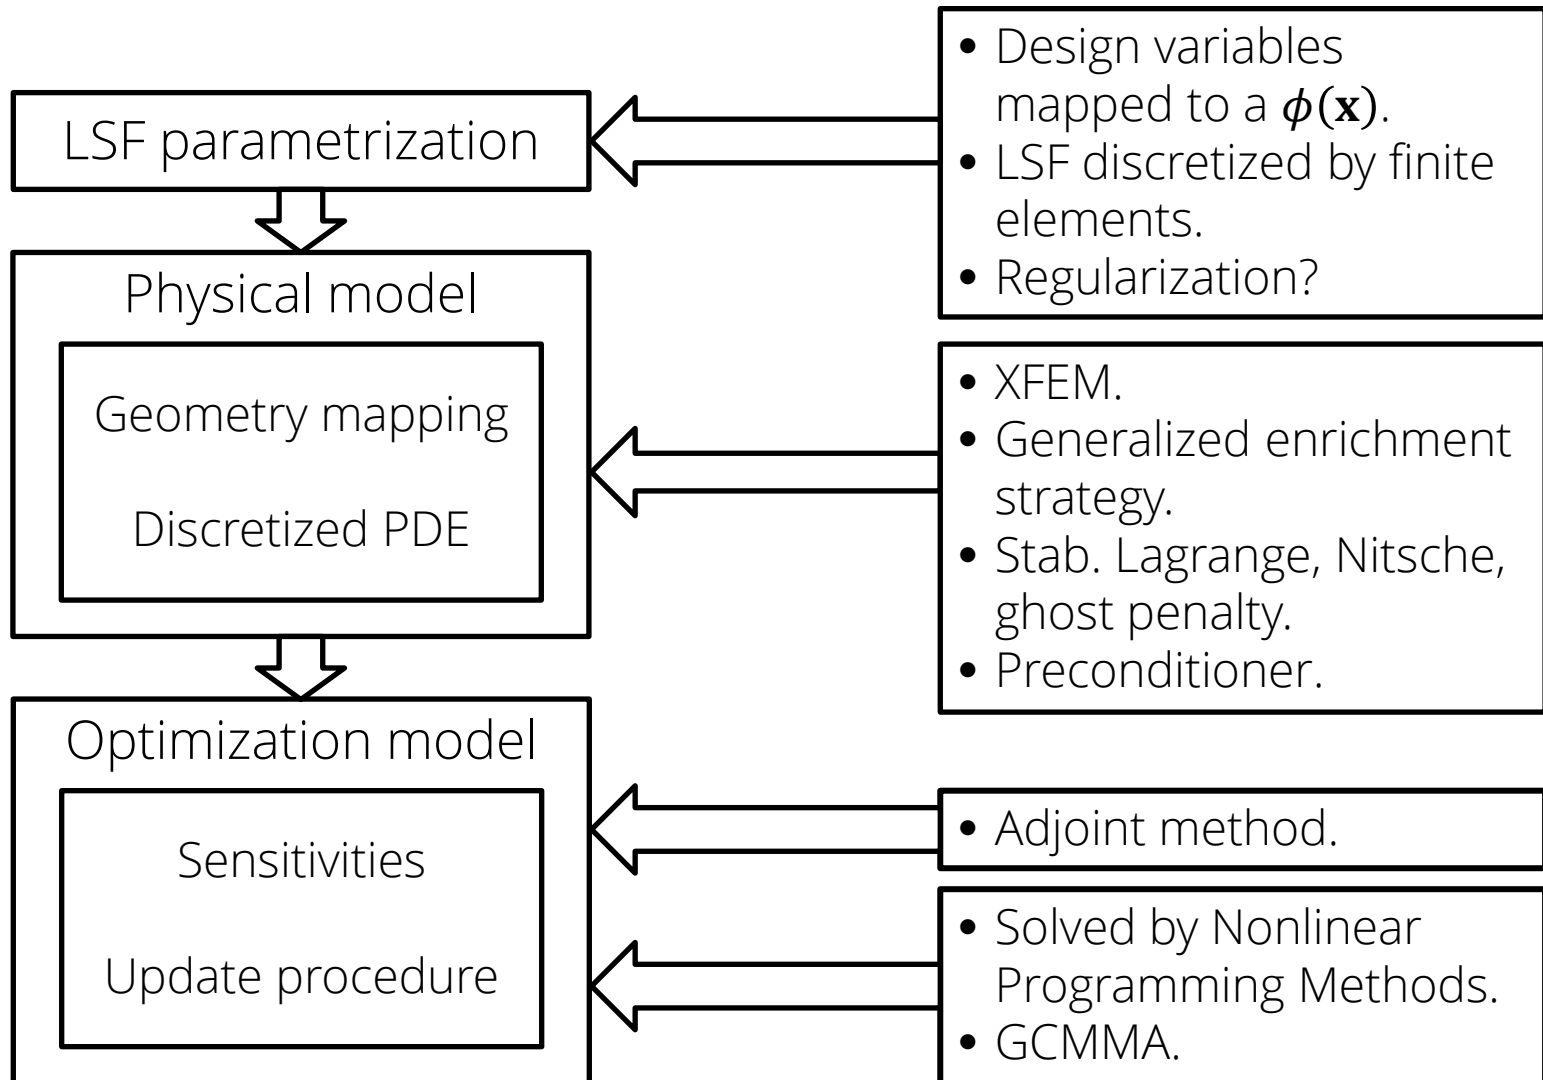 LSF parametrization
Physical model
Geometry mapping
Discretized PDE
Optimization model
Sensitivities
Update procedure
• Design variables
mapped to a ϕ(𝐱).
• LSF discretized by finite
elements.
• Regularization?
• XFEM.
• Generalized enrichment
strategy.
• Stab. Lagrange, Nitsche,
ghost penalty.
• Preconditioner.
• Adjoint method.
• Solved by Nonlinear
Programming Methods.
• GCMMA.